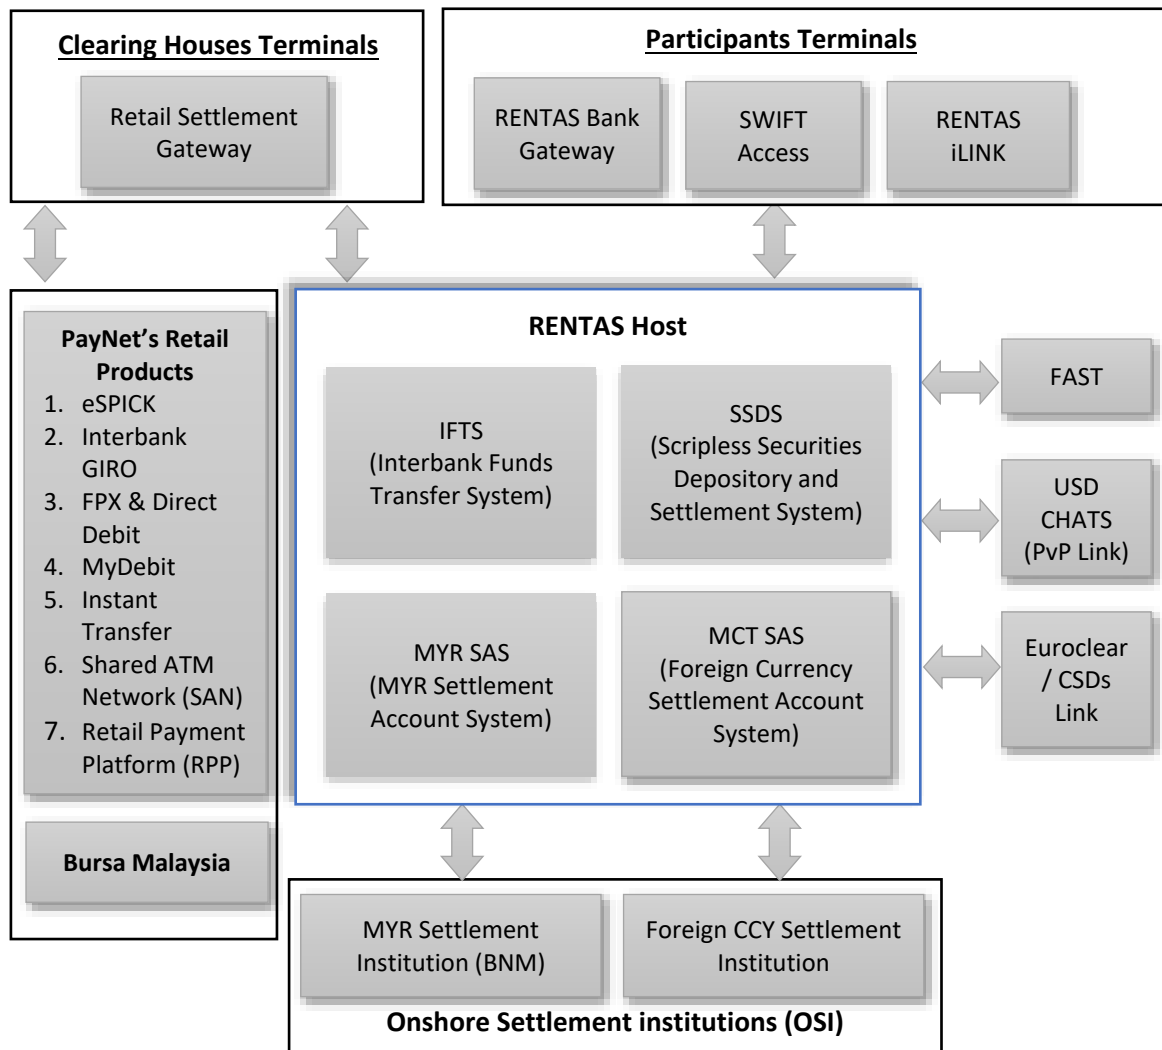 Clearing Houses Terminals
Retail Settlement
Gateway
Participants Terminals
RENTAS Bank
Gateway
SWIFT
Access
RENTAS
iLINK
PayNet's Retail
Products
1. eSPICK
2. Interbank
GIRO
3. FPX & Direct
Debit
4. MyDebit
5. Instant
Transfer
6. Shared ATM
Network (SAN)
7. Retail Payment
Platform (RPP)
Bursa Malaysia
RENTAS Host
IFTS
(Interbank Funds
Transfer System)
SSDS
(Scripless Securities
Depository and
Settlement System)
MYR SAS
(MYR Settlement
Account System)
MCT SAS
(Foreign Currency
Settlement Account
System)
FAST
USD
CHATS
(PvP Link)
Euroclear
/ CSDs
Link
MYR Settlement
Institution (BNM)
Foreign CCY Settlement
Institution
Onshore Settlement institutions (OSI)